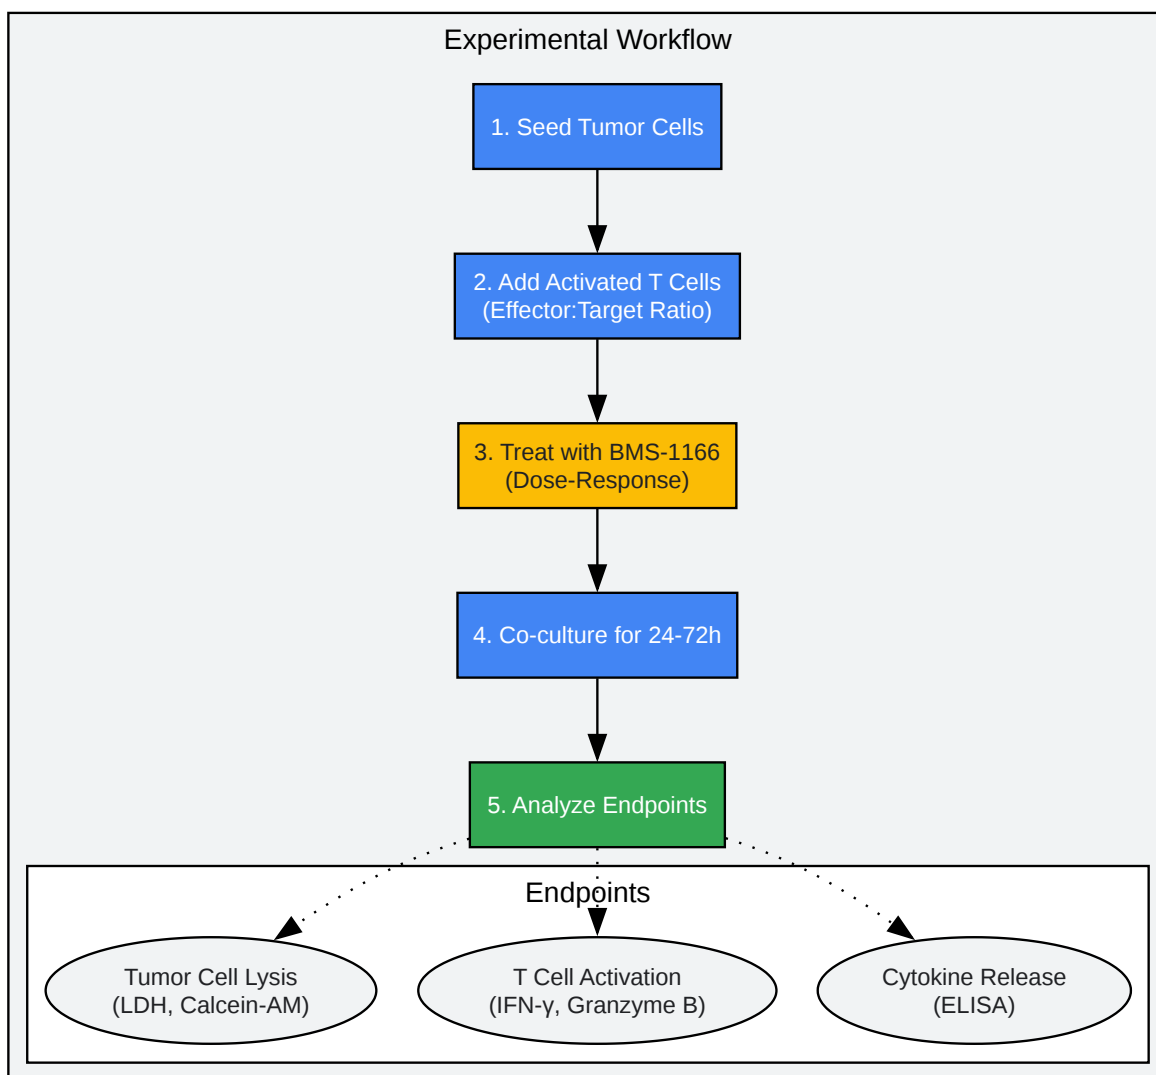 Experimental Workflow
1. Seed Tumor Cells
2. Add Activated T Cells
(Effector:Target Ratio)
3. Treat with BMS-1166
(Dose-Response)
4. Co-culture for 24-72h
5. Analyze Endpoints
Endpoints
Tumor Cell Lysis
(LDH, Calcein-AM)
T Cell Activation
(IFN-γ, Granzyme B)
Cytokine Release
(ELISA)